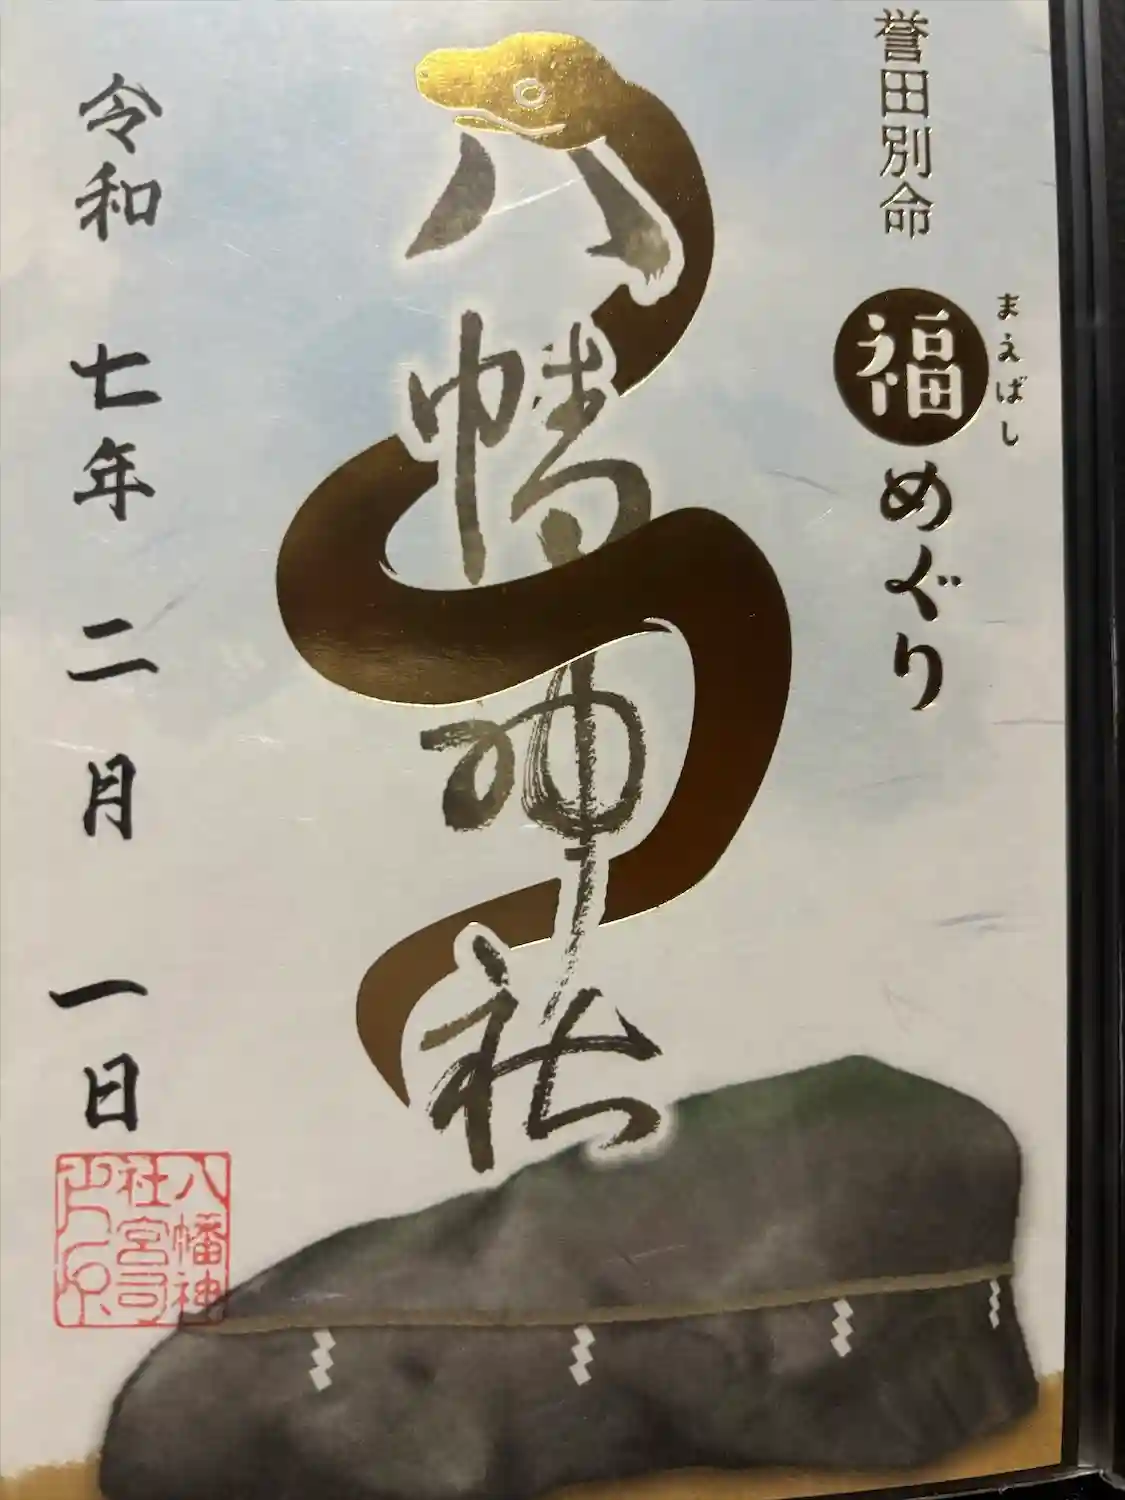 誉田別命
まえばし
福めぐり
八幡神社
令和 七年 二月 一日
八幡神
社宮司
之印